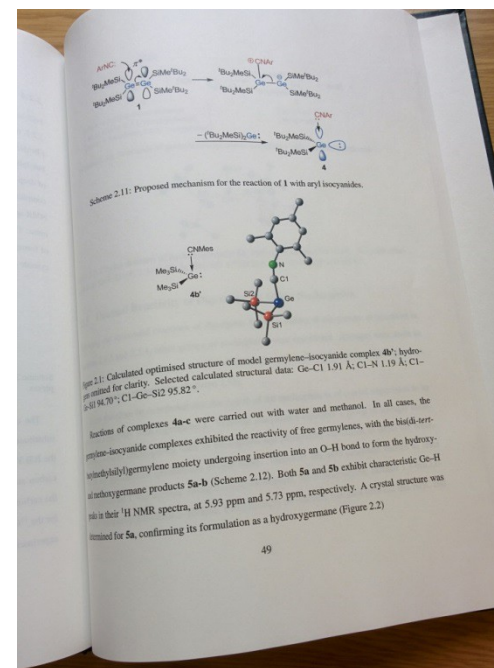 ArNC:
π*
ᵗBu₂MeSi
SiMeᵗBu₂
Ge=Ge
ᵗBu₂MeSi
SiMeᵗBu₂
1
⊕CNAr
ᵗBu₂MeSi
⊖
SiMeᵗBu₂
Ge—Ge
ᵗBu₂MeSi
SiMeᵗBu₂
– (ᵗBu₂MeSi)₂Ge:
CNAr
ᵗBu₂MeSi
Ge
ᵗBu₂MeSi
4
Scheme 2.11: Proposed mechanism for the reaction of 1 with aryl isocyanides.
CNMes
Me₃Si
Ge:
Me₃Si
4b'
N
C1
Si2
Ge
Si1
2.1: Calculated optimised structure of model germylene–isocyanide complex 4b'; hydro-
omitted for clarity. Selected calculated structural data: Ge–C1 1.91 Å; C1–N 1.19 Å; C1–
94.70°; C1–Ge–Si2 95.82°.
Reactions of complexes 4a-c were carried out with water and methanol. In all cases, the
complexes exhibited the reactivity of free germylenes, with the bis(di-tert-
germylene moiety undergoing insertion into an O–H bond to form the hydroxy-
methoxygermane products 5a-b (Scheme 2.12). Both 5a and 5b exhibit characteristic Ge–H
in their ¹H NMR spectra, at 5.93 ppm and 5.73 ppm, respectively. A crystal structure was
for 5a, confirming its formulation as a hydroxygermane (Figure 2.2)
49